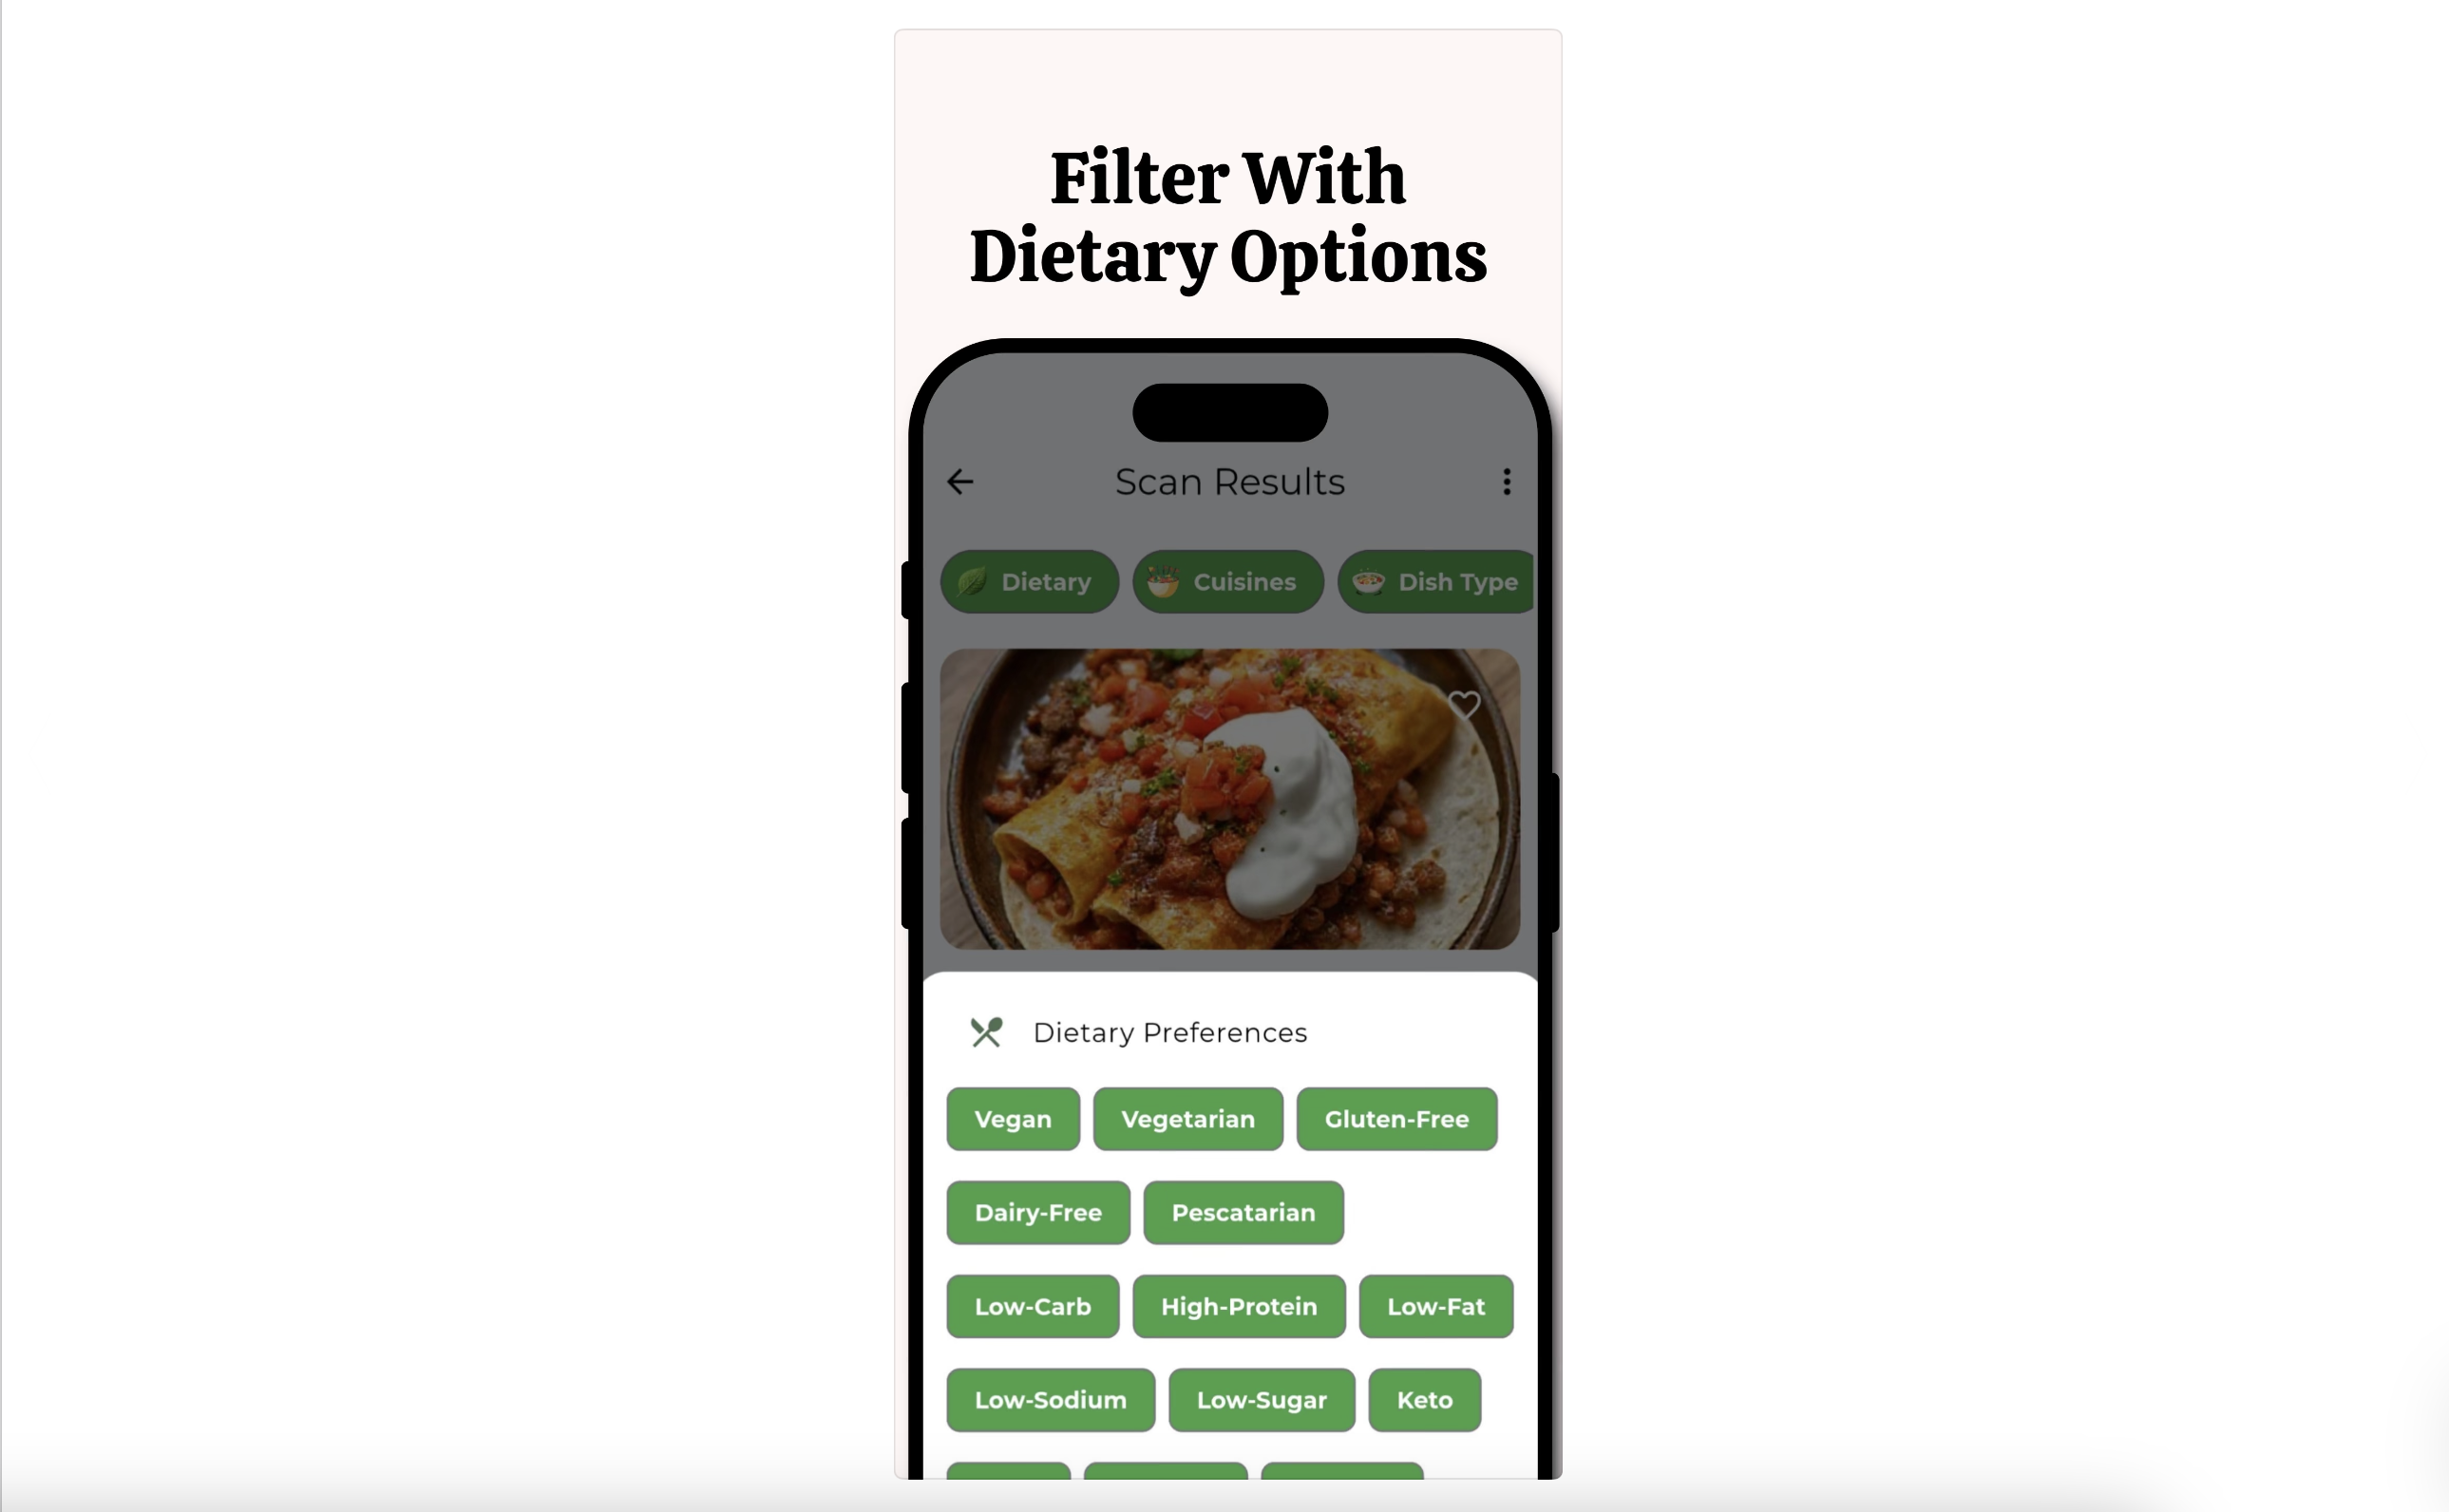 Filter With
Dietary Options
Scan Results
Dietary Cuisines Dish Type
Dietary Preferences
Vegan Vegetarian Gluten-Free
Dairy-Free Pescatarian
Low-Carb High-Protein Low-Fat
Low-Sodium Low-Sugar Keto